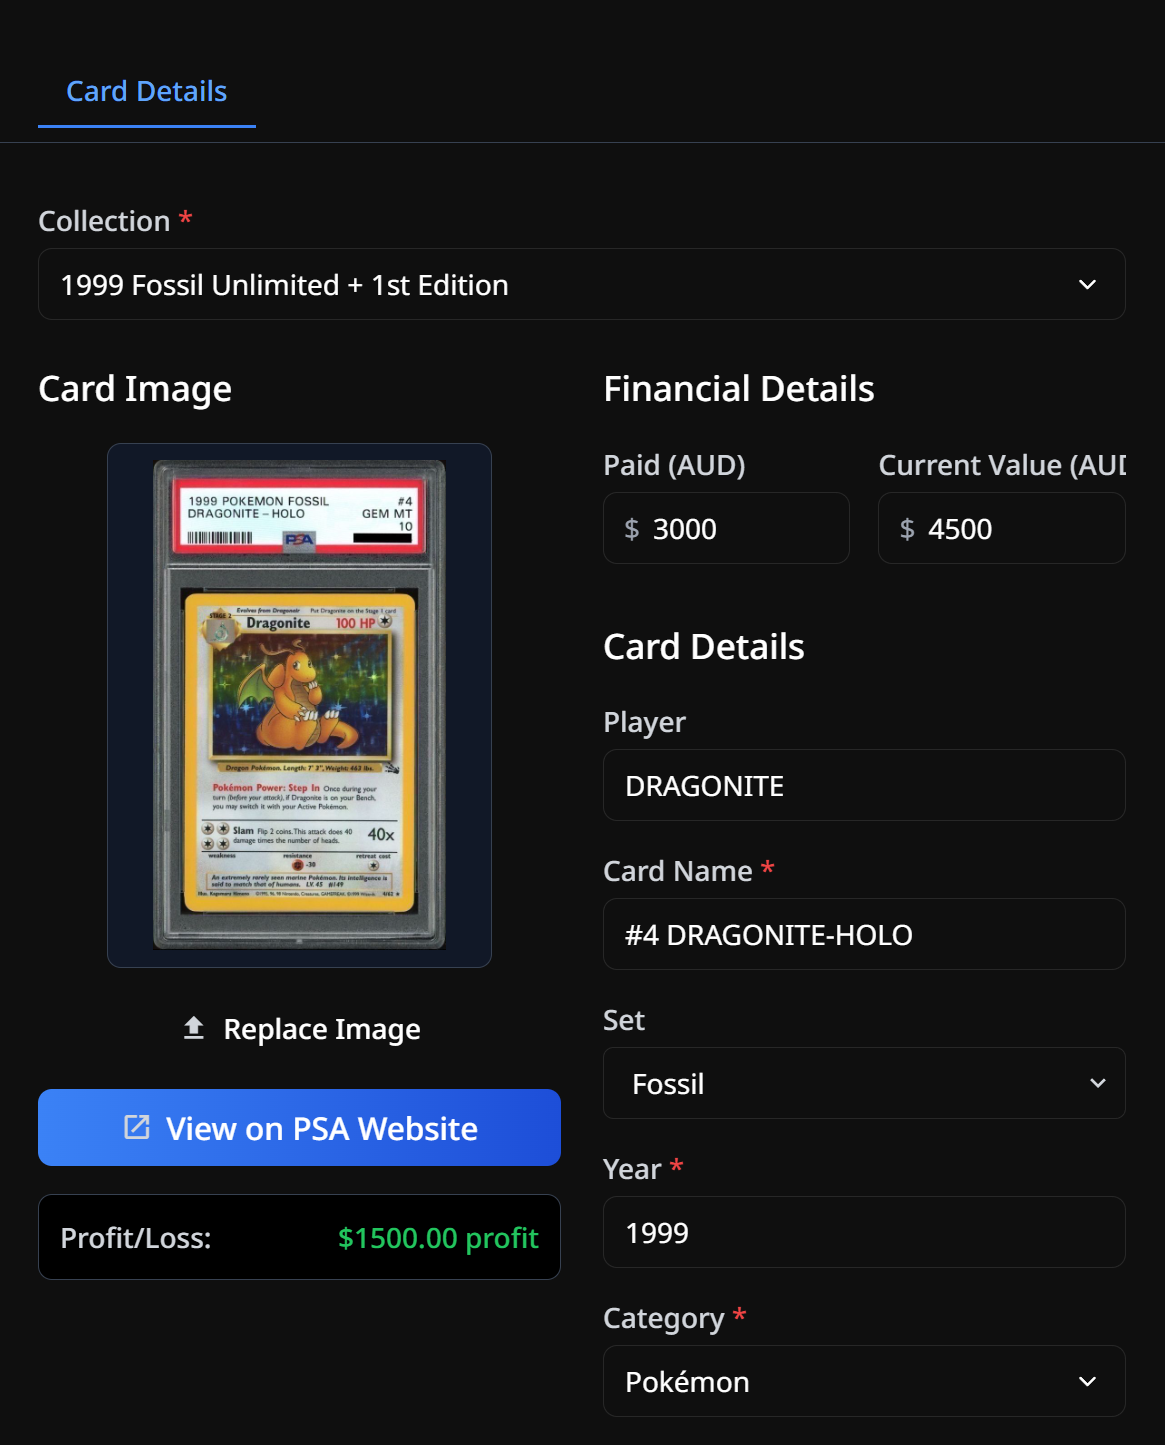 Card Details
Collection *
1999 Fossil Unlimited + 1st Edition
Card Image
1999 POKEMON FOSSIL #4
DRAGONITE – HOLO GEM MT
10
PSA
STAGE 2 Evolves from Dragonair Put Dragonite on the Stage 1 card
Dragonite 100 HP
Dragon Pokémon. Length: 7' 3", Weight: 463 lbs.
Pokémon Power: Step In Once during your
turn (before your attack), if Dragonite is on your Bench,
you may switch it with your Active Pokémon.
Slam Flip 2 coins. This attack does 40
damage times the number of heads. 40x
weakness resistance retreat cost
-30
An extremely rarely seen marine Pokémon. Its intelligence is
said to match that of humans. LV. 45 #149
4/62
Replace Image
View on PSA Website
Profit/Loss: $1500.00 profit
Financial Details
Paid (AUD) Current Value (AUD
$ 3000 $ 4500
Card Details
Player
DRAGONITE
Card Name *
#4 DRAGONITE-HOLO
Set
Fossil
Year *
1999
Category *
Pokémon